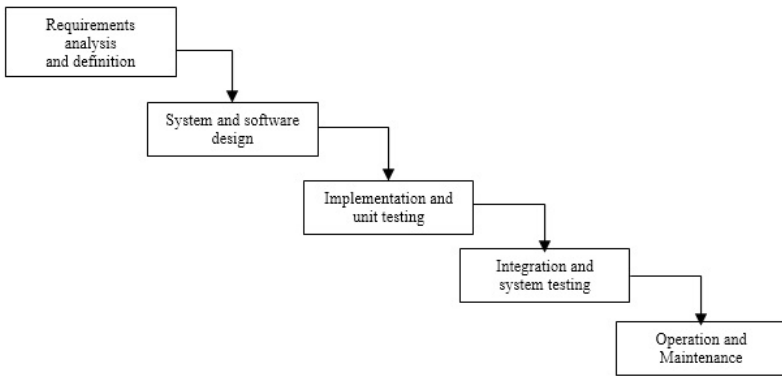 Requirements
analysis
and definition
System and software
design
Implementation and
unit testing
Integration and
system testing
Operation and
Maintenance